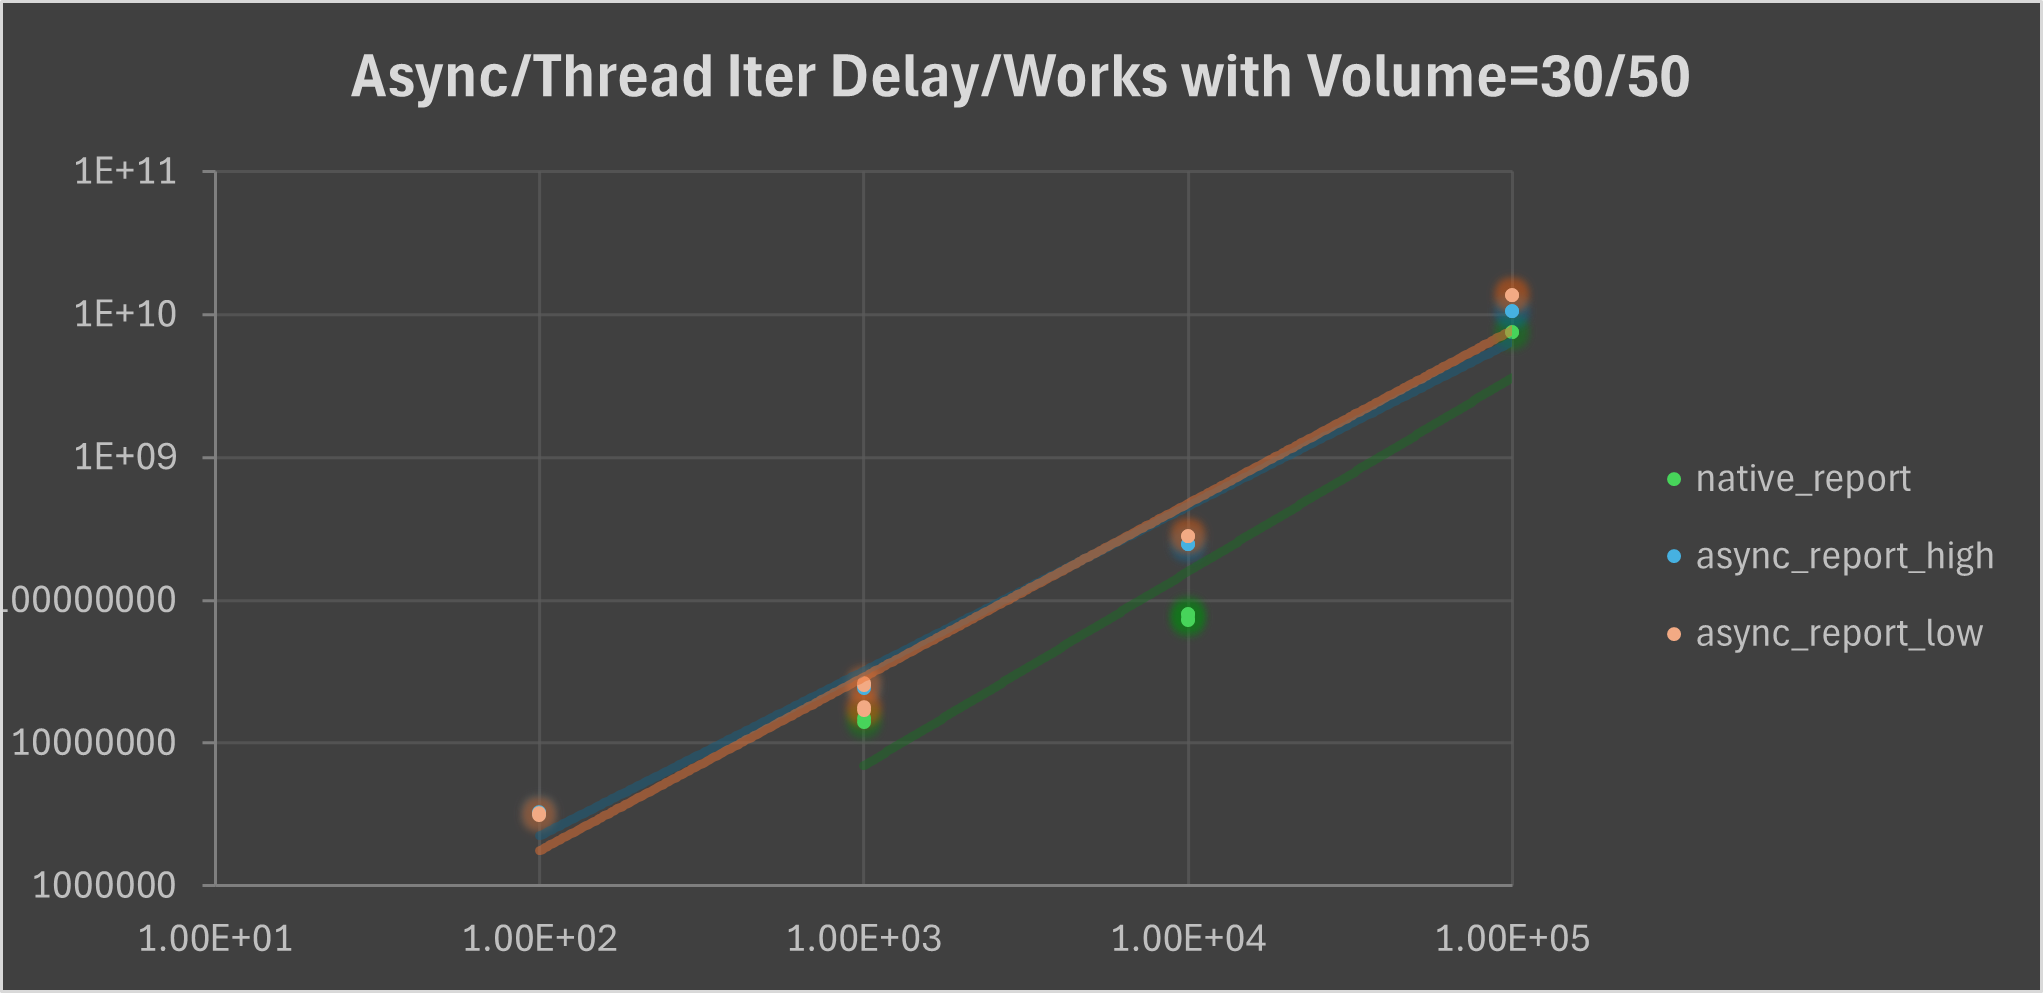 Async/Thread Iter Delay/Works with Volume=30/50
1E+11
1E+10
1E+09
100000000
10000000
1000000
1.00E+01 1.00E+02 1.00E+03 1.00E+04 1.00E+05
native_report
async_report_high
async_report_low